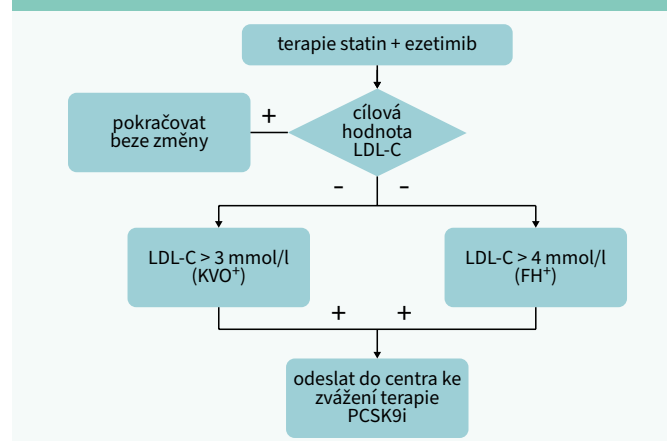 terapie statin + ezetimib
cílová
hodnota
LDL-C
+
pokračovat
beze změny
- -
LDL-C > 3 mmol/l
(KVO⁺)
LDL-C > 4 mmol/l
(FH⁺)
+ +
odeslat do centra ke
zvážení terapie
PCSK9i